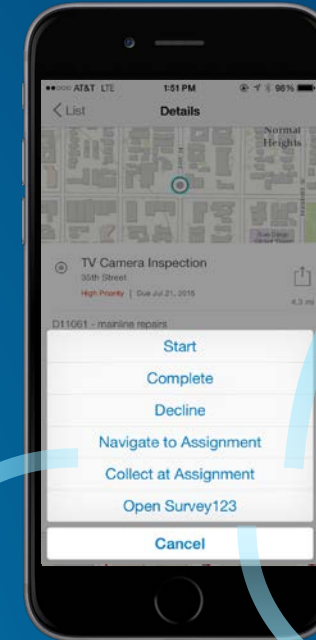 AT&T LTE 1:51 PM 98%
List Details
Normal
Heights
TV Camera Inspection
35th Street
High Priority | Due Jul 21, 2016
4.3 mi
D11061 - mainline repairs
Start
Complete
Decline
Navigate to Assignment
Collect at Assignment
Open Survey123
Cancel